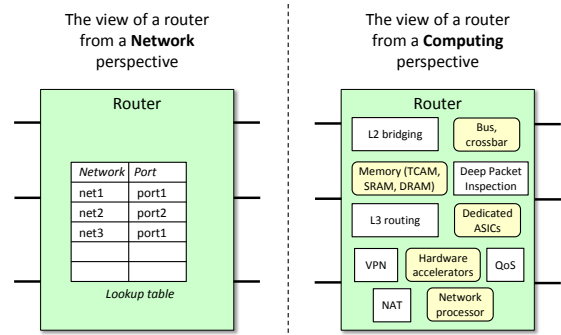 The view of a router
from a Network
perspective
Router
Network Port
net1 port1
net2 port2
net3 port1
Lookup table
The view of a router
from a Computing
perspective
Router
L2 bridging
Bus,
crossbar
Memory (TCAM,
SRAM, DRAM)
Deep Packet
Inspection
L3 routing
Dedicated
ASICs
VPN
Hardware
accelerators
QoS
NAT
Network
processor